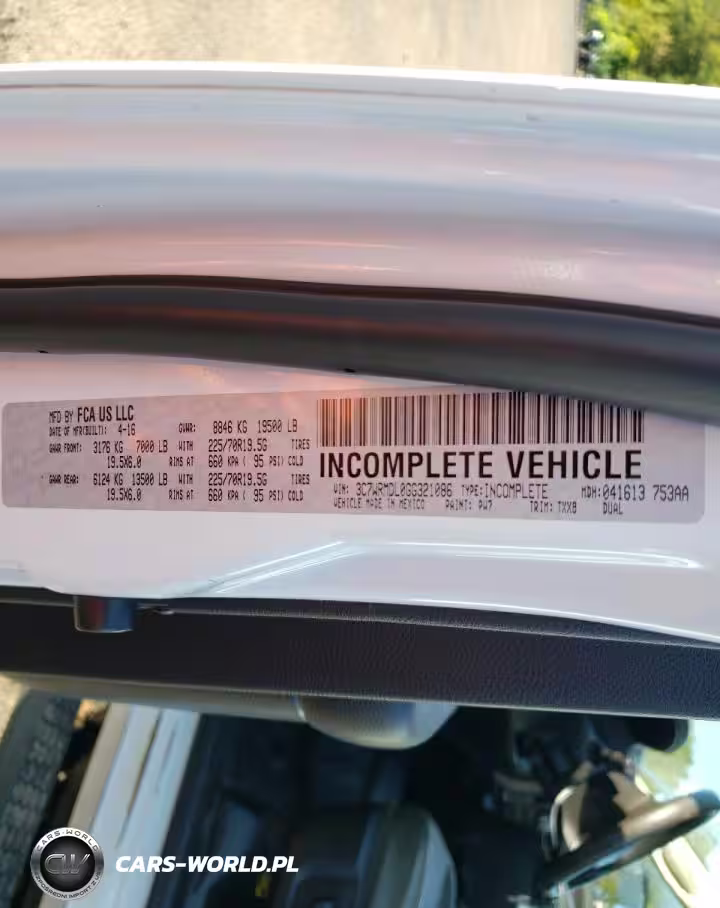 MFD BY FCA US LLC
DATE OF MFR(BUILT): 4-16 GVWR: 8846 KG 19500 LB
GAWR FRONT: 3176 KG 7000 LB WITH 225/70R19.5G TIRES
19.5X6.0 RIMS AT 660 KPA ( 95 PSI) COLD
GAWR REAR: 6124 KG 13500 LB WITH 225/70R19.5G TIRES
19.5X6.0 RIMS AT 660 KPA ( 95 PSI) COLD
INCOMPLETE VEHICLE
VIN: 3C7WRMDL0GG321086 TYPE: INCOMPLETE MDH: 041613 753AA
VEHICLE MADE IN MEXICO PAINT: PW7 TRIM: TXX8 DUAL
CARS-WORLD
CW
CARS-WORLD.PL